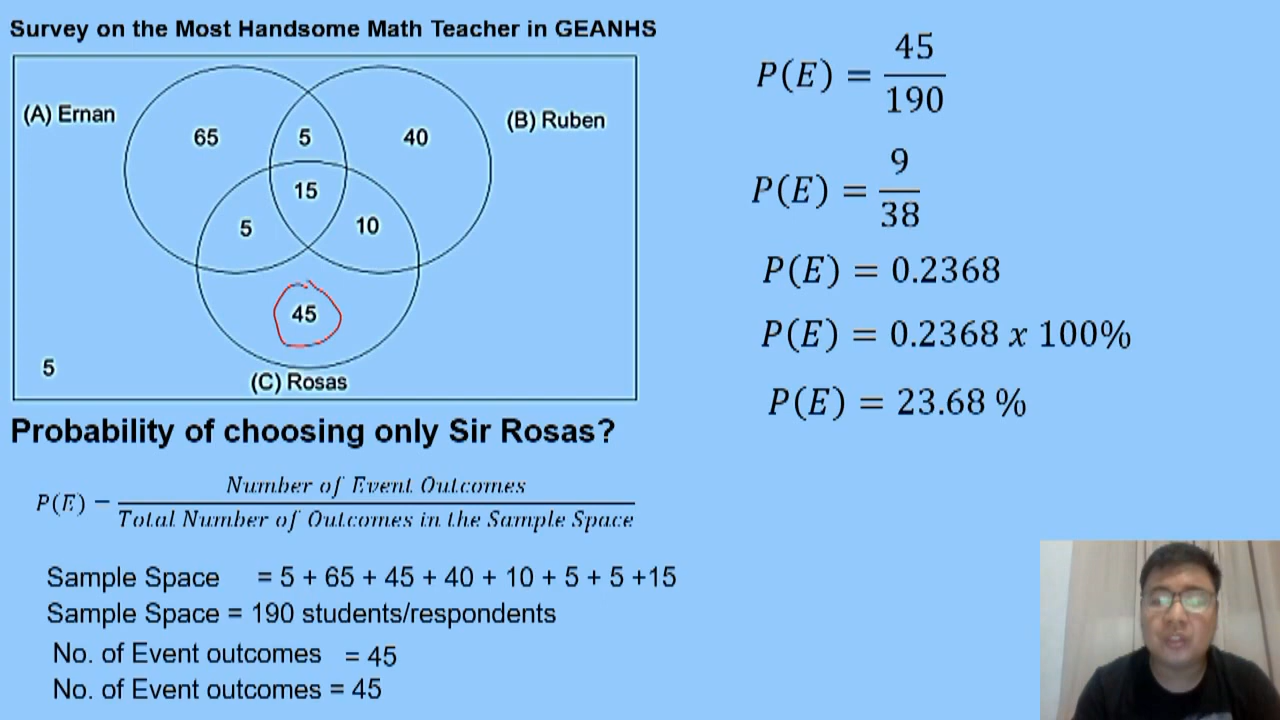 Survey on the Most Handsome Math Teacher in GEANHS
(A) Ernan
(B) Ruben
65
5
40
15
5
10
45
5
(C) Rosas
Probability of choosing only Sir Rosas?
P(E) = Number of Event Outcomes
Total Number of Outcomes in the Sample Space
Sample Space = 5 + 65 + 45 + 40 + 10 + 5 + 5 +15
Sample Space = 190 students/respondents
No. of Event outcomes = 45
No. of Event outcomes = 45
P(E) = 45
190
P(E) = 9
38
P(E) = 0.2368
P(E) = 0.2368 x 100%
P(E) = 23.68 %